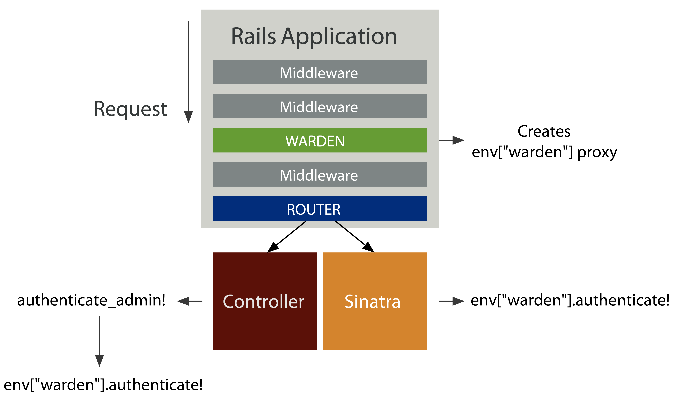 Rails Application
Middleware
Request
Middleware
WARDEN
Creates
env["warden"] proxy
Middleware
ROUTER
authenticate_admin!
Controller
Sinatra
env["warden"].authenticate!
env["warden"].authenticate!